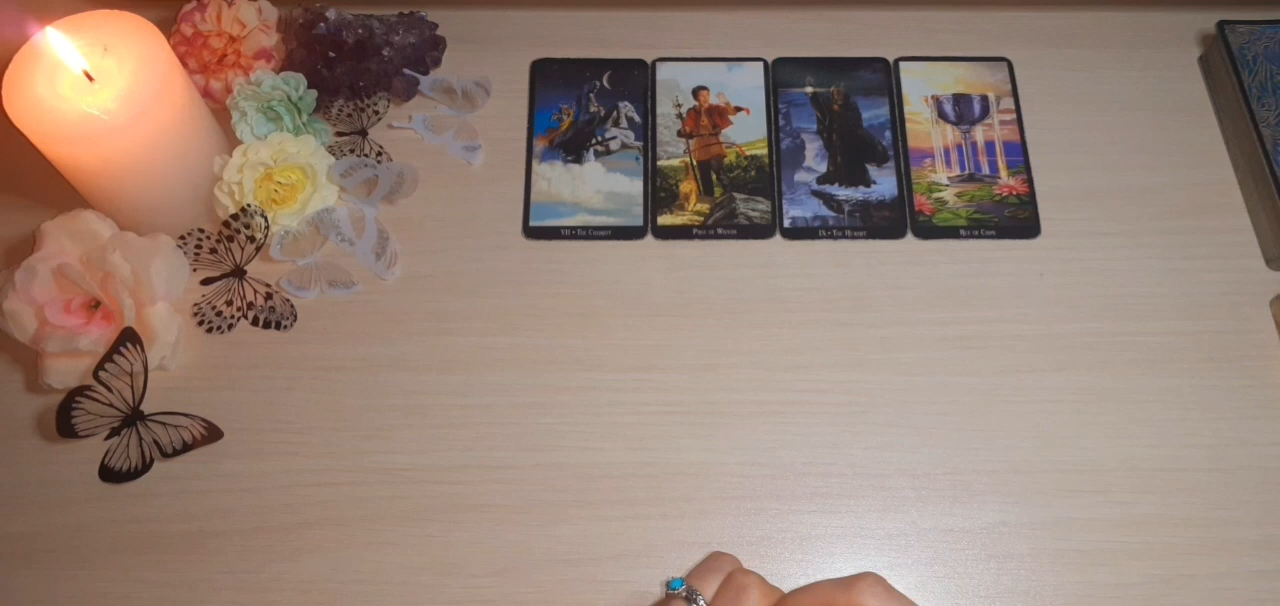 VII • The Chariot
Page of Wands
IX • The Hermit
Ace of Cups